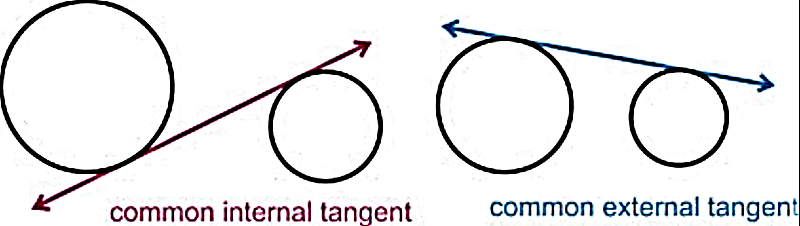 common internal tangent
common external tangent